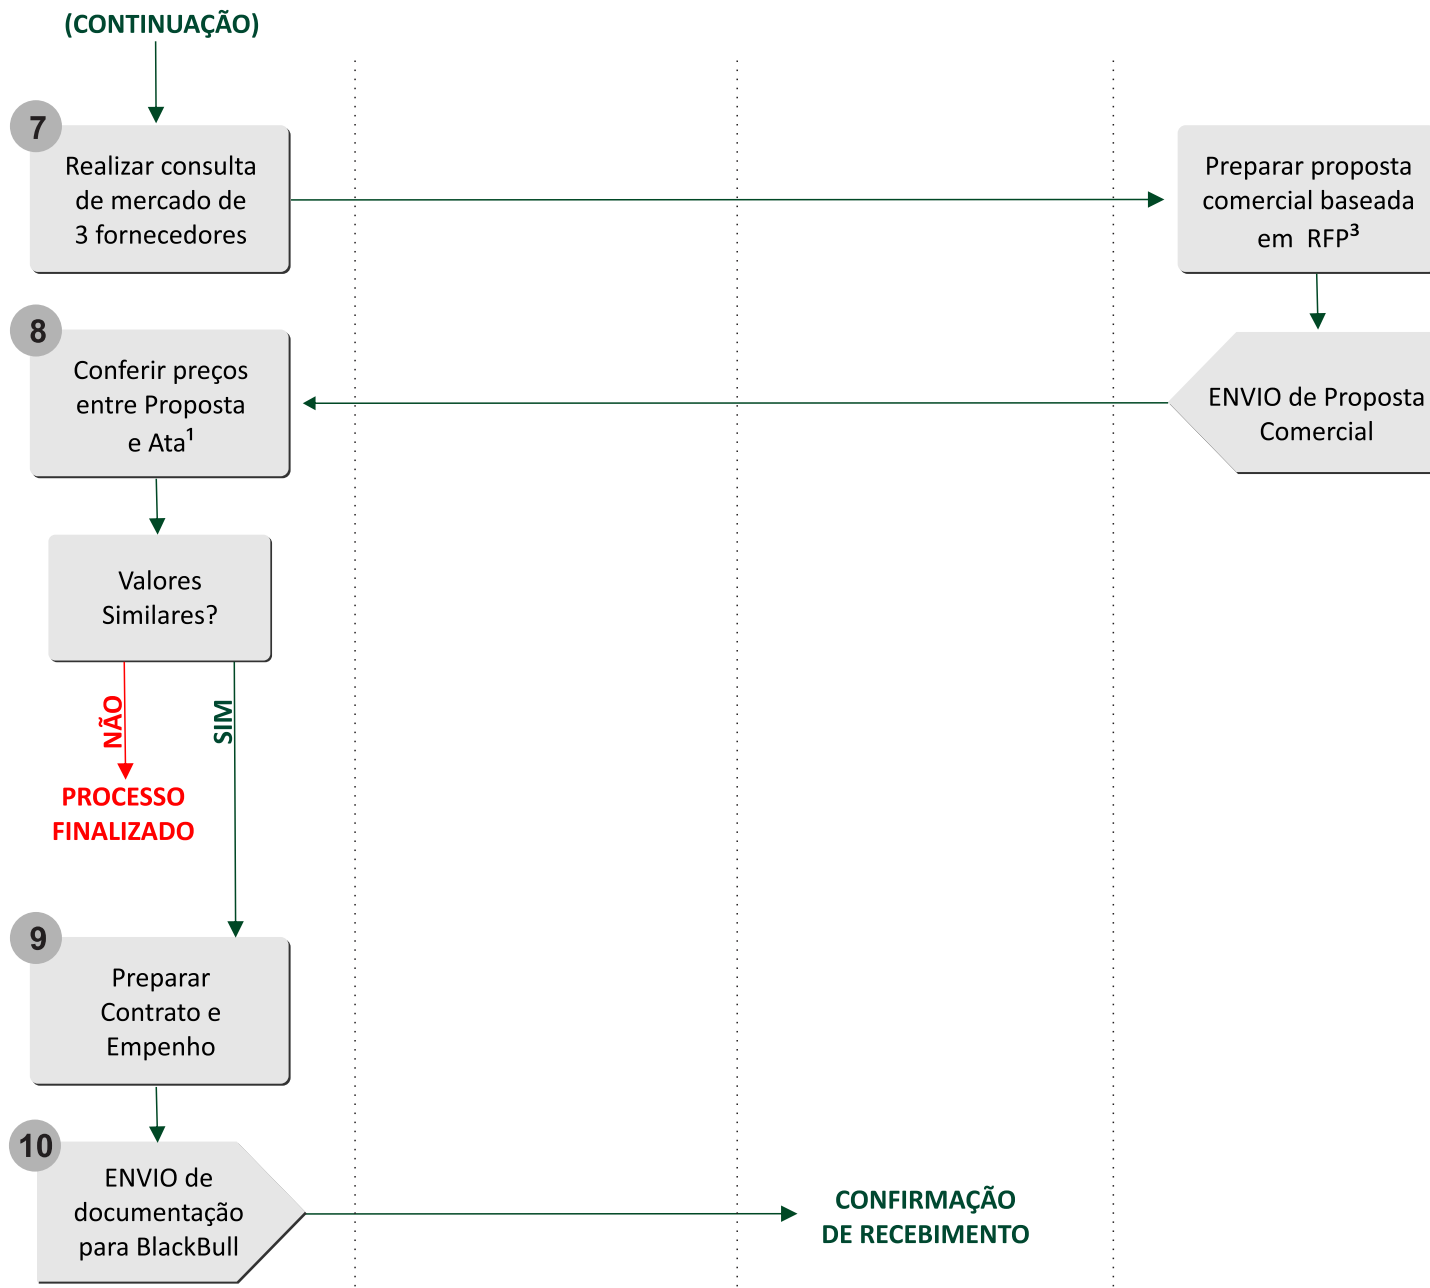 (CONTINUAÇÃO)
7
Realizar consulta
de mercado de
3 fornecedores
Preparar proposta
comercial baseada
em RFP³
8
Conferir preços
entre Proposta
e Ata¹
ENVIO de Proposta
Comercial
Valores
Similares?
NÃO
SIM
PROCESSO
FINALIZADO
9
Preparar
Contrato e
Empenho
10
ENVIO de
documentação
para BlackBull
CONFIRMAÇÃO
DE RECEBIMENTO